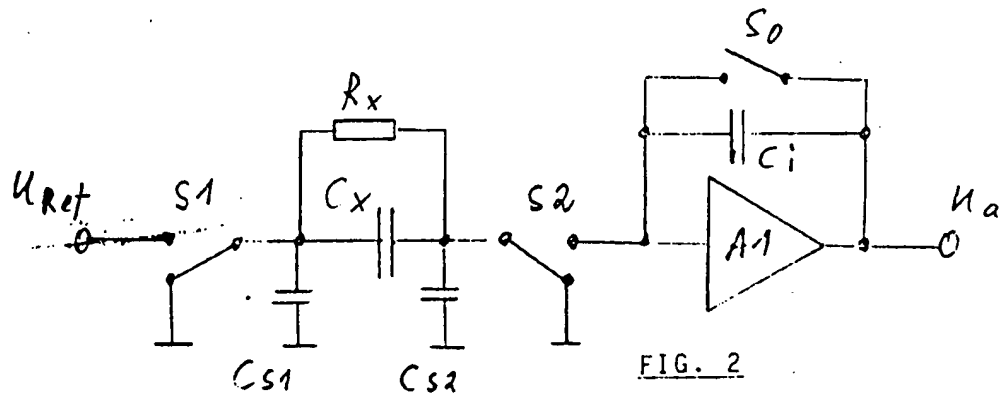 S0
Rx
Ci
URef
S1
Cx
S2
A1
Ua
Cs1
Cs2
FIG. 2